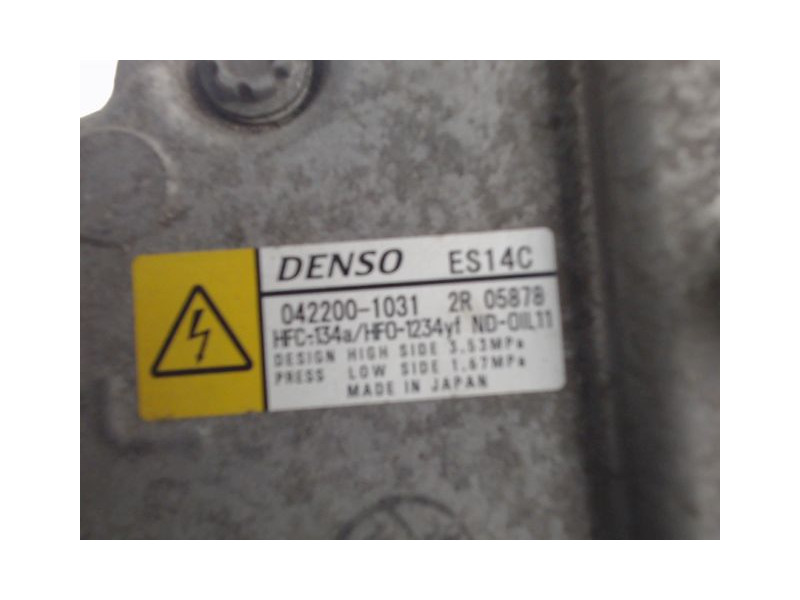 DENSO ES14C
042200-1031 2R 05878
HFC-134a/HFO-1234yf ND-OIL11
DESIGN HIGH SIDE 3.53MPa
PRESS LOW SIDE 1.67MPa
MADE IN JAPAN